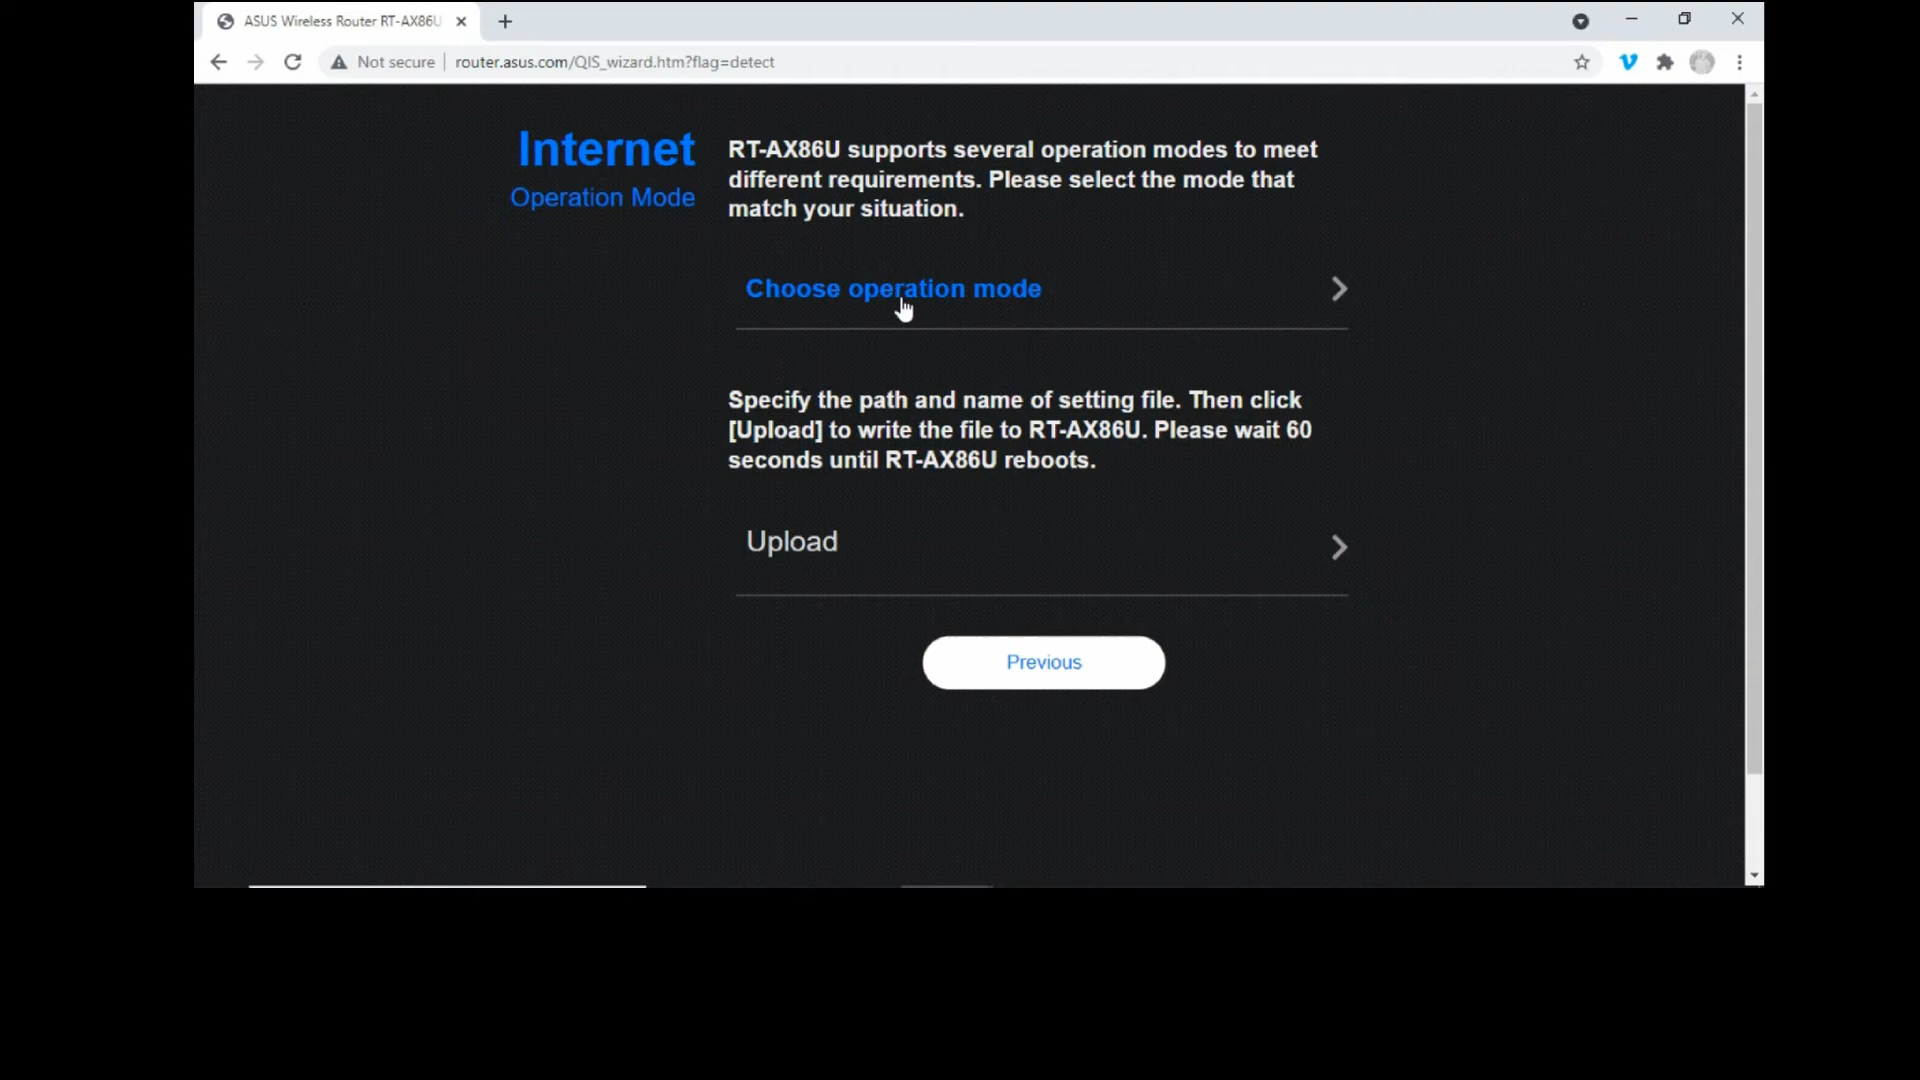 ASUS Wireless Router RT-AX86U
Not secure
router.asus.com/QIS_wizard.htm?flag=detect
Internet
Operation Mode
RT-AX86U supports several operation modes to meet
different requirements. Please select the mode that
match your situation.
Choose operation mode
Specify the path and name of setting file. Then click
[Upload] to write the file to RT-AX86U. Please wait 60
seconds until RT-AX86U reboots.
Upload
Previous